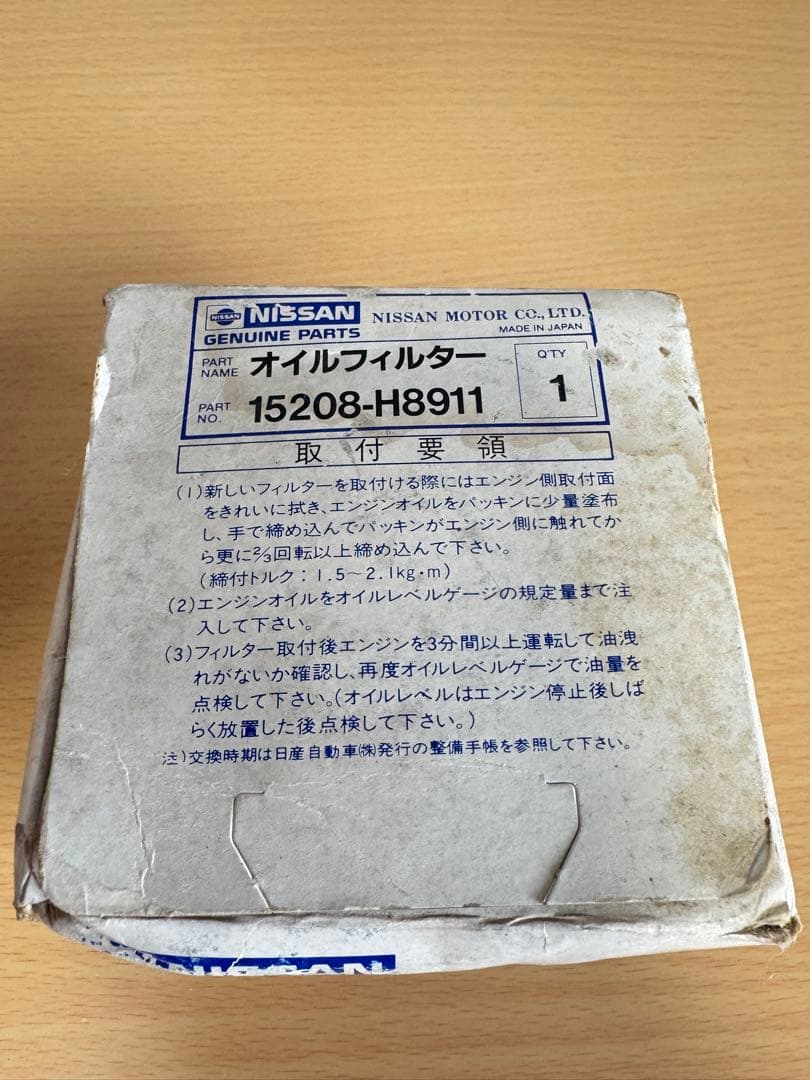 NISSAN NISSAN NISSAN MOTOR CO., LTD.
GENUINE PARTS MADE IN JAPAN
PART NAME オイルフィルター Q'TY
PART NO. 15208-H8911 1
取付要領
(1)新しいフィルターを取付ける際にはエンジン側取付面
をきれいに拭き、エンジンオイルをパッキンに少量塗布
し、手で締め込んでパッキンがエンジン側に触れてか
ら更に2/3回転以上締め込んで下さい。
(締付トルク:1.5~2.1kg・m)
(2)エンジンオイルをオイルレベルゲージの規定量まで注
入して下さい。
(3)フィルター取付後エンジンを3分間以上運転して油洩
れがないか確認し、再度オイルレベルゲージで油量を
点検して下さい。(オイルレベルはエンジン停止後しば
らく放置した後点検して下さい。)
注)交換時期は日産自動車㈱発行の整備手帳を参照して下さい。
NISSAN